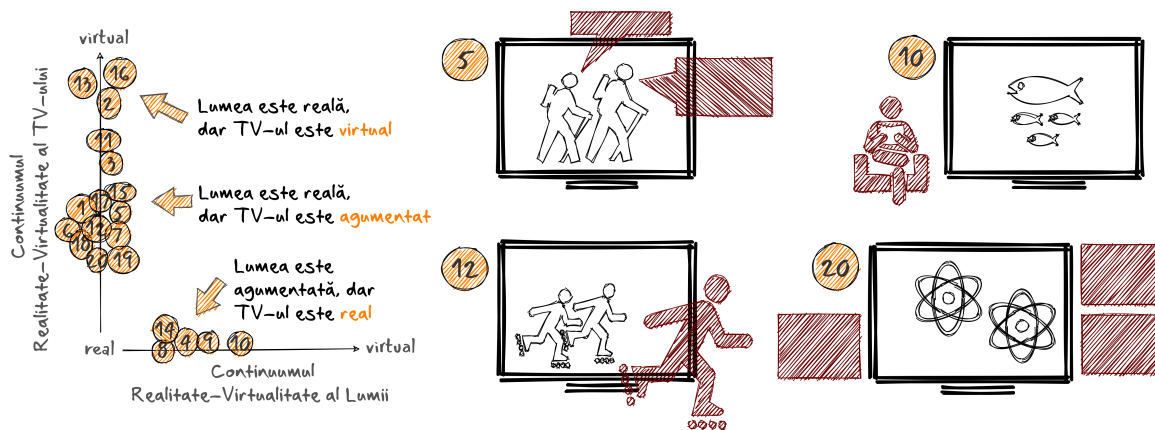 virtual
Continuumul
Realitate-Virtualitate al TV-ului
13
16
2
11
3
15
17
1
5
6
12
7
18
20
19
Lumea este reală,
dar TV-ul este virtual
Lumea este reală,
dar TV-ul este agumentat
Lumea este
agumentată, dar
TV-ul este real
14
8
4
9
10
real
virtual
Continuumul
Realitate-Virtualitate al Lumii
5
10
12
20